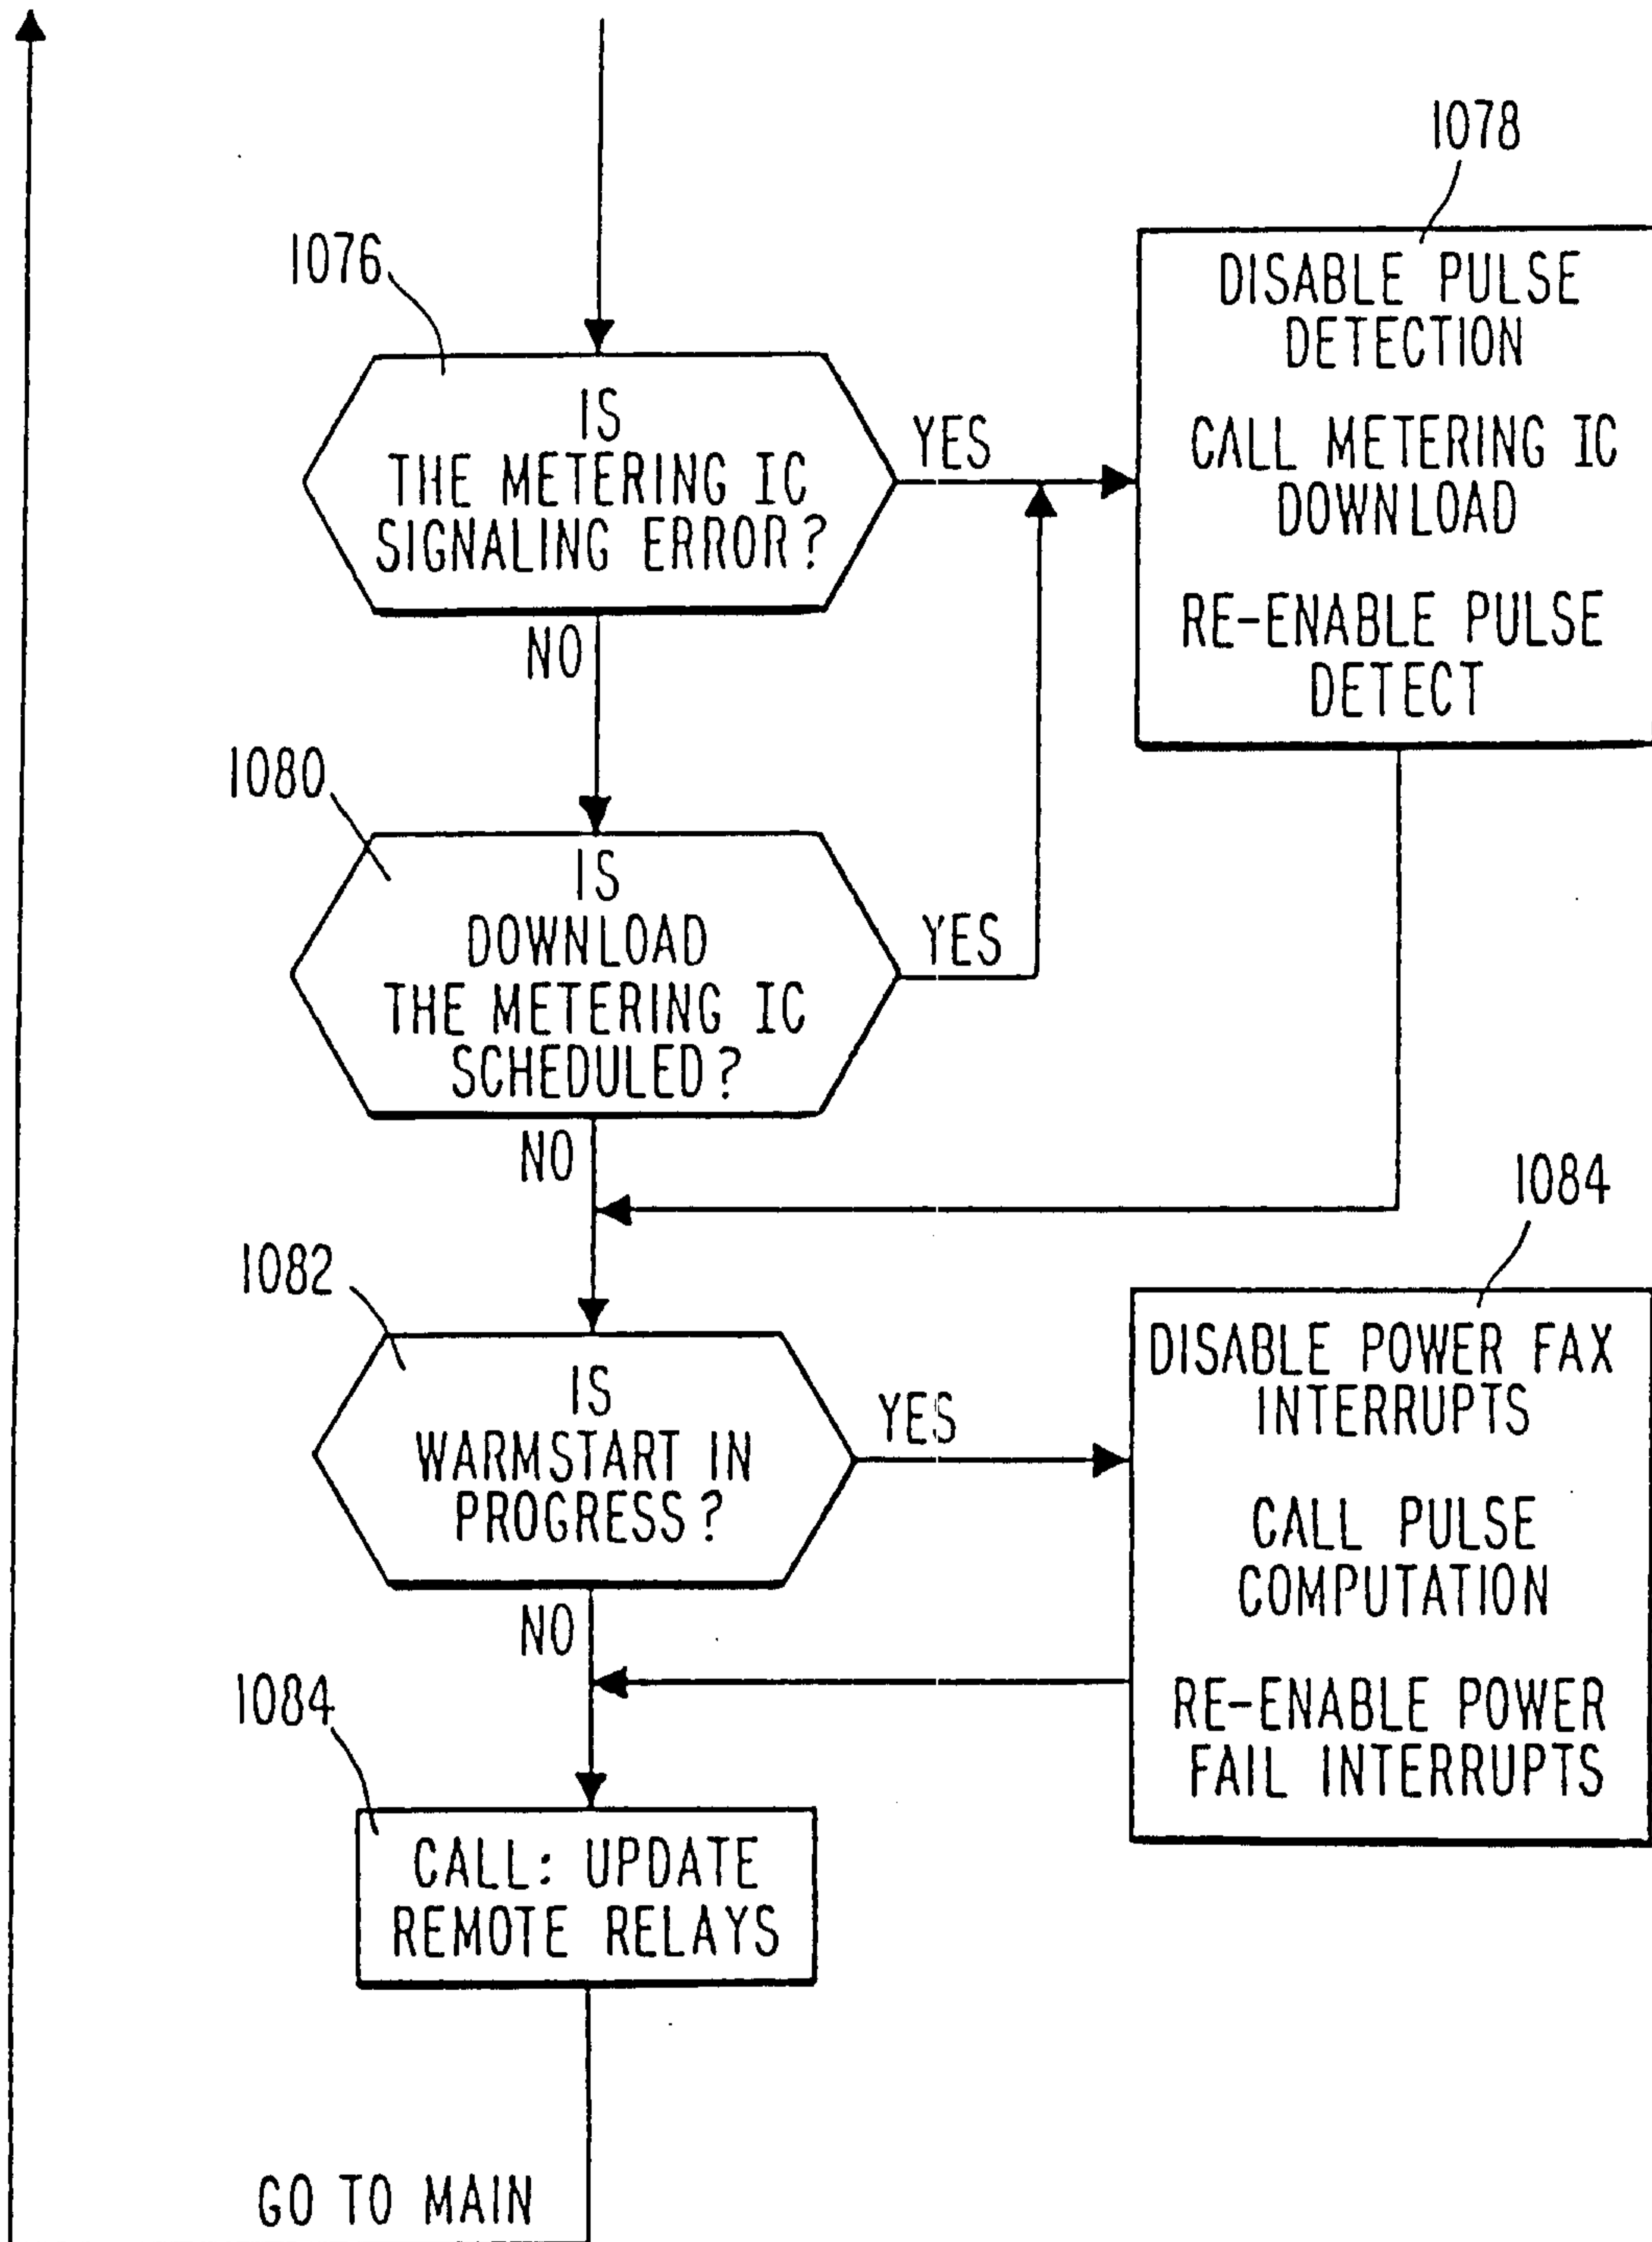 1076
IS
THE METERING IC
SIGNALING ERROR?
YES
NO
1078
DISABLE PULSE
DETECTION
CALL METERING IC
DOWNLOAD
RE-ENABLE PULSE
DETECT
1080
IS
DOWNLOAD
THE METERING IC
SCHEDULED?
YES
NO
1082
IS
WARMSTART IN
PROGRESS?
YES
NO
1084
DISABLE POWER FAX
INTERRUPTS
CALL PULSE
COMPUTATION
RE-ENABLE POWER
FAIL INTERRUPTS
1084
CALL: UPDATE
REMOTE RELAYS
GO TO MAIN